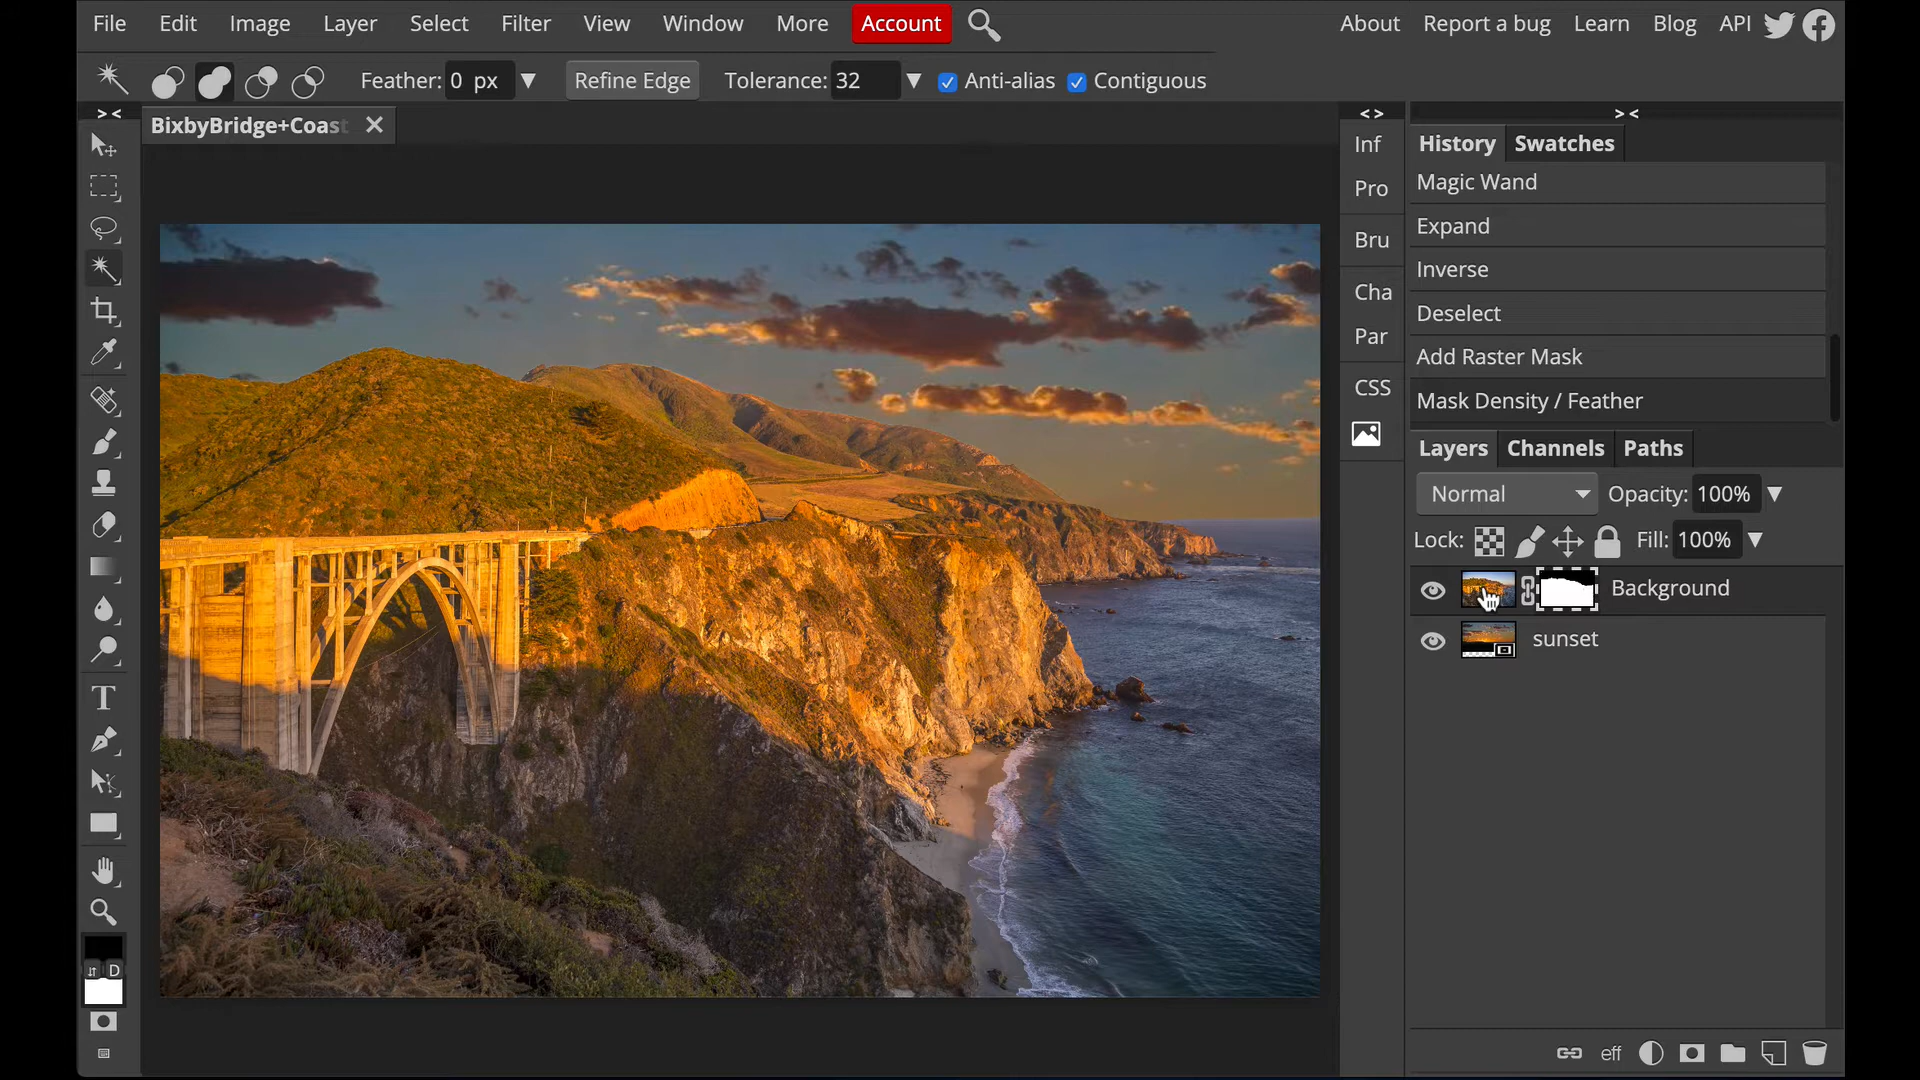 File Edit Image Layer Select Filter View Window More Account About Report a bug Learn Blog API
Feather: 0 px Refine Edge Tolerance: 32 Anti-alias Contiguous
> < < > > <
BixbyBridge+Coast
Inf
Pro
Bru
Cha
Par
CSS
History Swatches
Magic Wand
Expand
Inverse
Deselect
Add Raster Mask
Mask Density / Feather
Layers Channels Paths
Normal Opacity: 100%
Lock: Fill: 100%
Background
sunset
T
D
eff